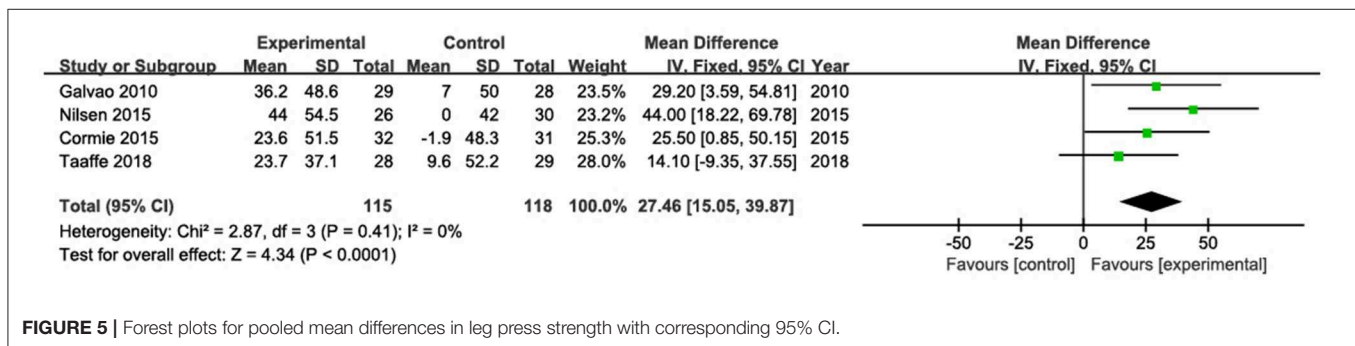 Experimental Control Mean Difference Mean Difference
Study or Subgroup Mean SD Total Mean SD Total Weight IV, Fixed, 95% CI Year IV, Fixed, 95% CI
Galvao 2010 36.2 48.6 29 7 50 28 23.5% 29.20 [3.59, 54.81] 2010
Nilsen 2015 44 54.5 26 0 42 30 23.2% 44.00 [18.22, 69.78] 2015
Cormie 2015 23.6 51.5 32 -1.9 48.3 31 25.3% 25.50 [0.85, 50.15] 2015
Taaffe 2018 23.7 37.1 28 9.6 52.2 29 28.0% 14.10 [-9.35, 37.55] 2018
Total (95% CI) 115 118 100.0% 27.46 [15.05, 39.87]
Heterogeneity: Chi² = 2.87, df = 3 (P = 0.41); I² = 0%
Test for overall effect: Z = 4.34 (P < 0.0001)
-50 -25 0 25 50
Favours [control] Favours [experimental]
FIGURE 5 | Forest plots for pooled mean differences in leg press strength with corresponding 95% CI.